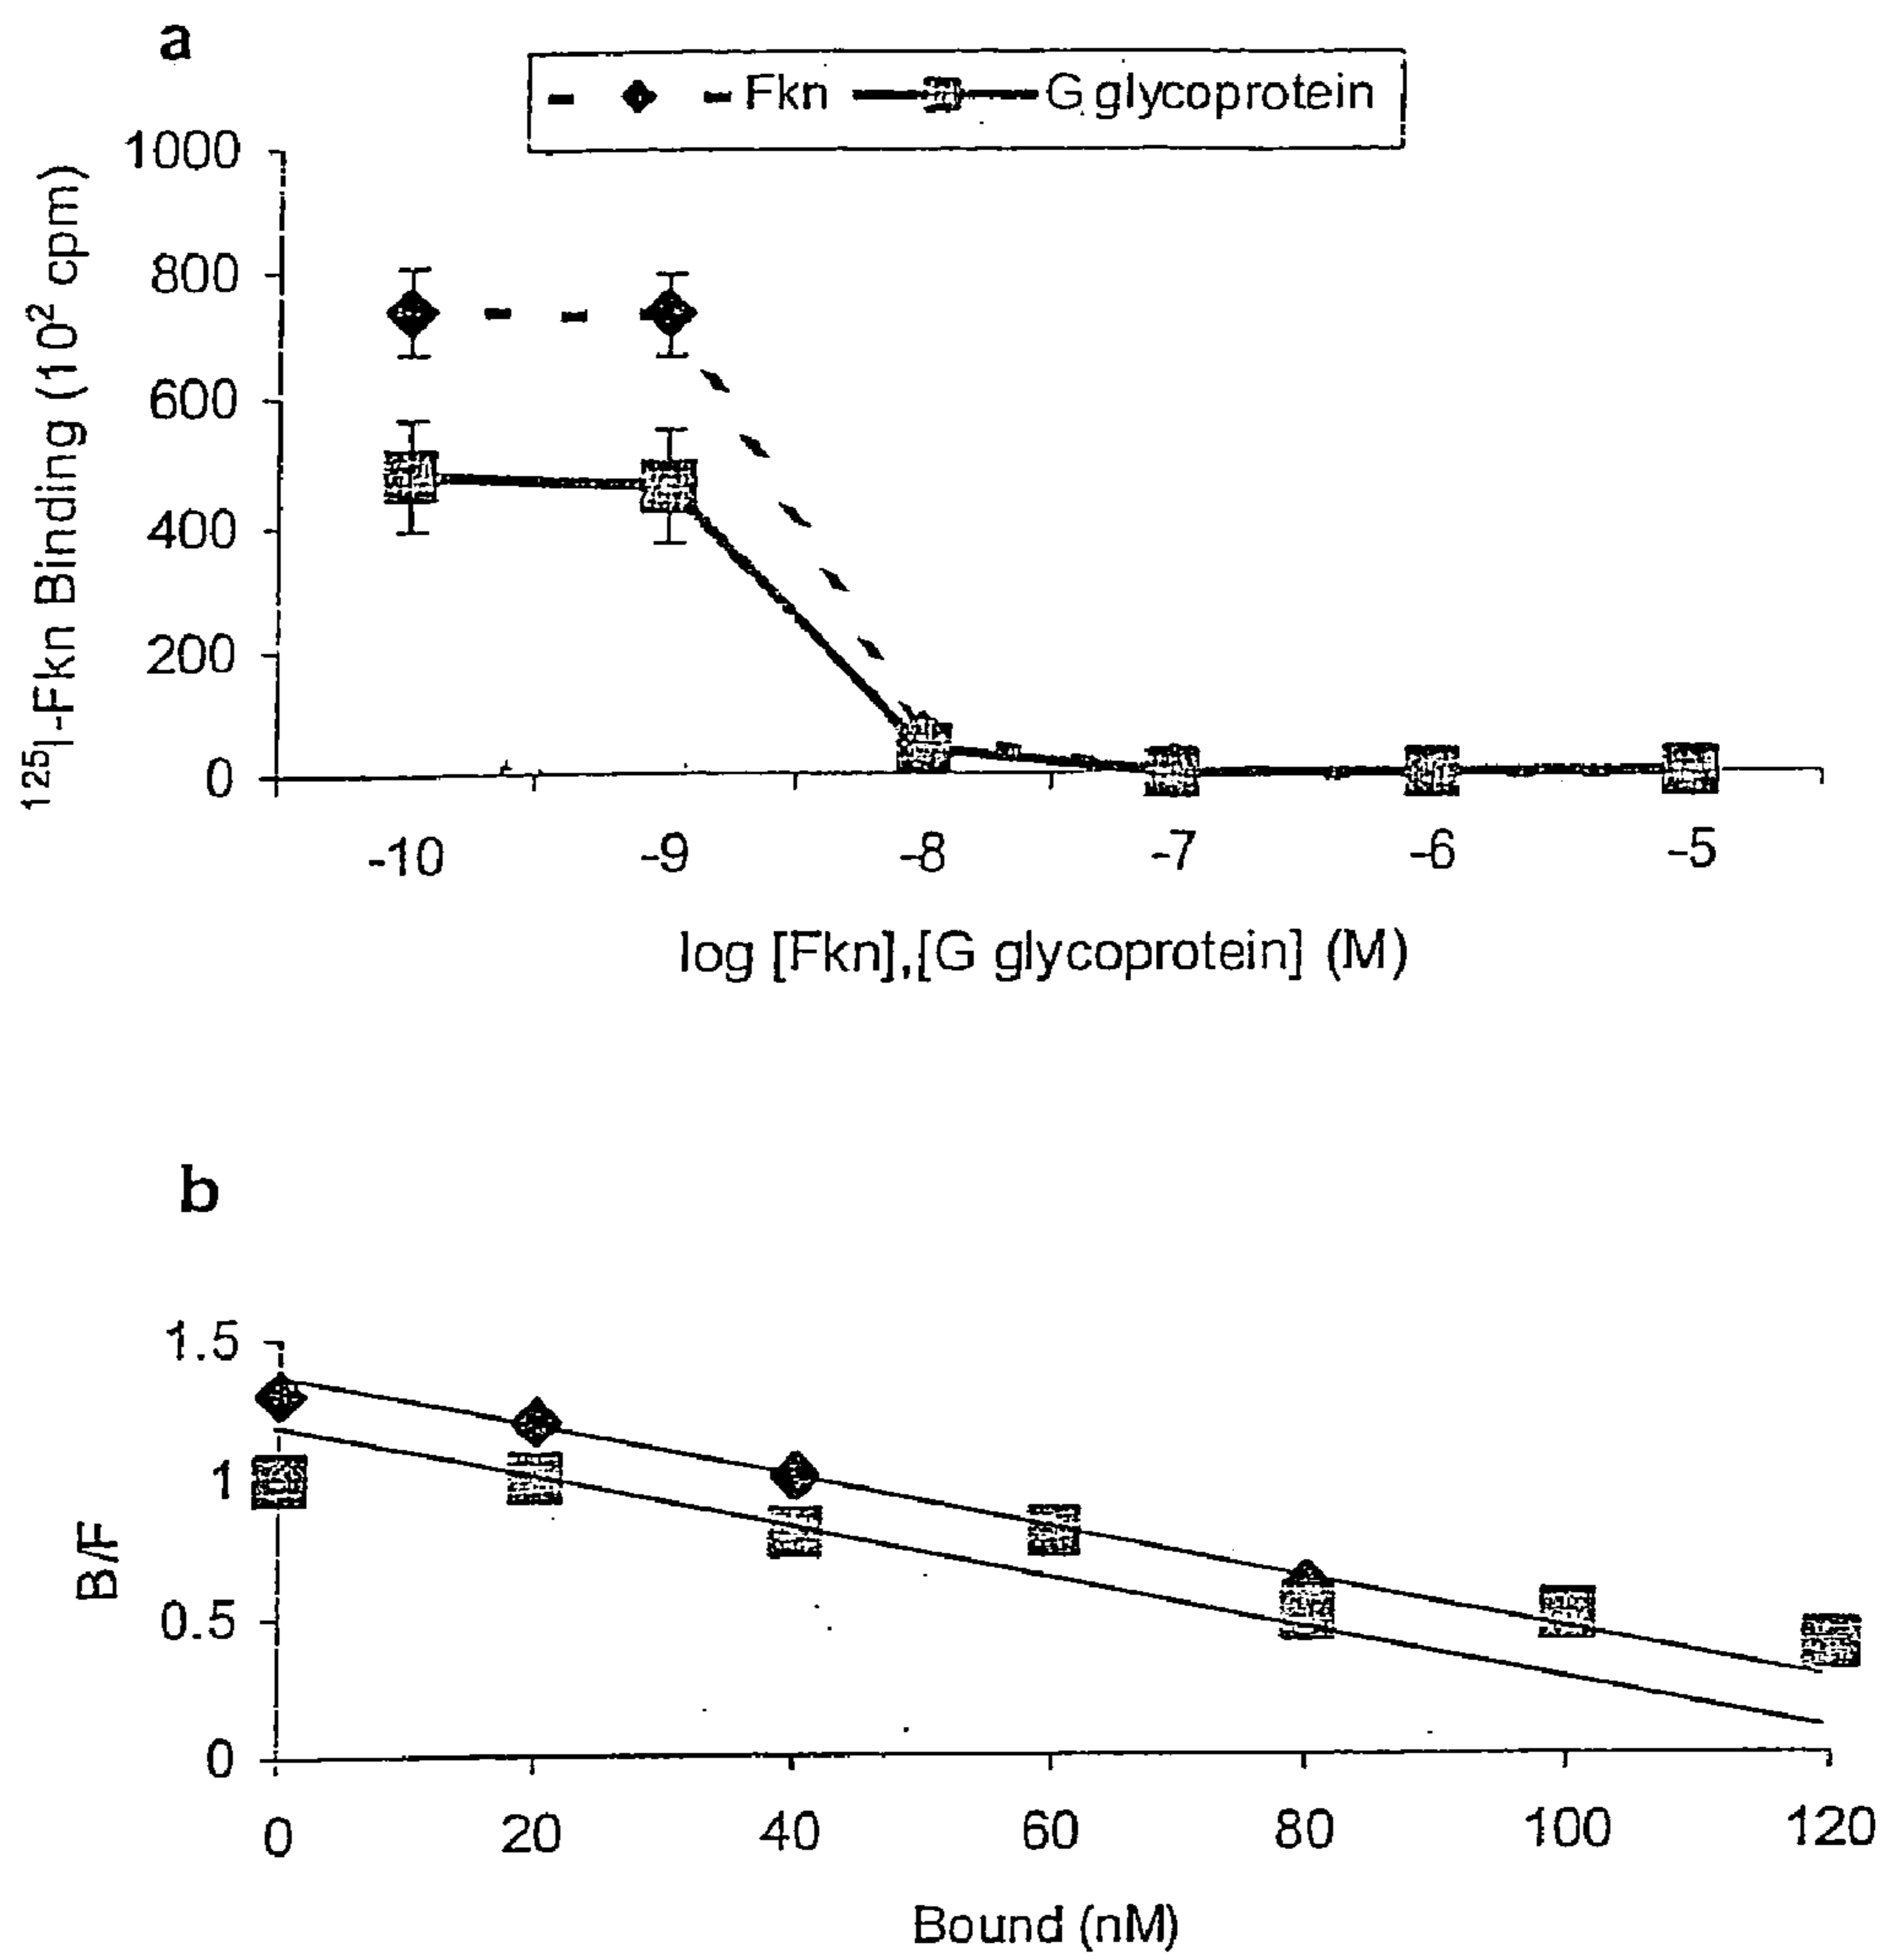 a
Fkn G glycoprotein
1000
800
600
400
200
0
¹²⁵I-Fkn Binding (10² cpm)
-10 -9 -8 -7 -6 -5
log [Fkn],[G glycoprotein] (M)
b
1.5
1
0.5
0
B/F
0 20 40 60 80 100 120
Bound (nM)